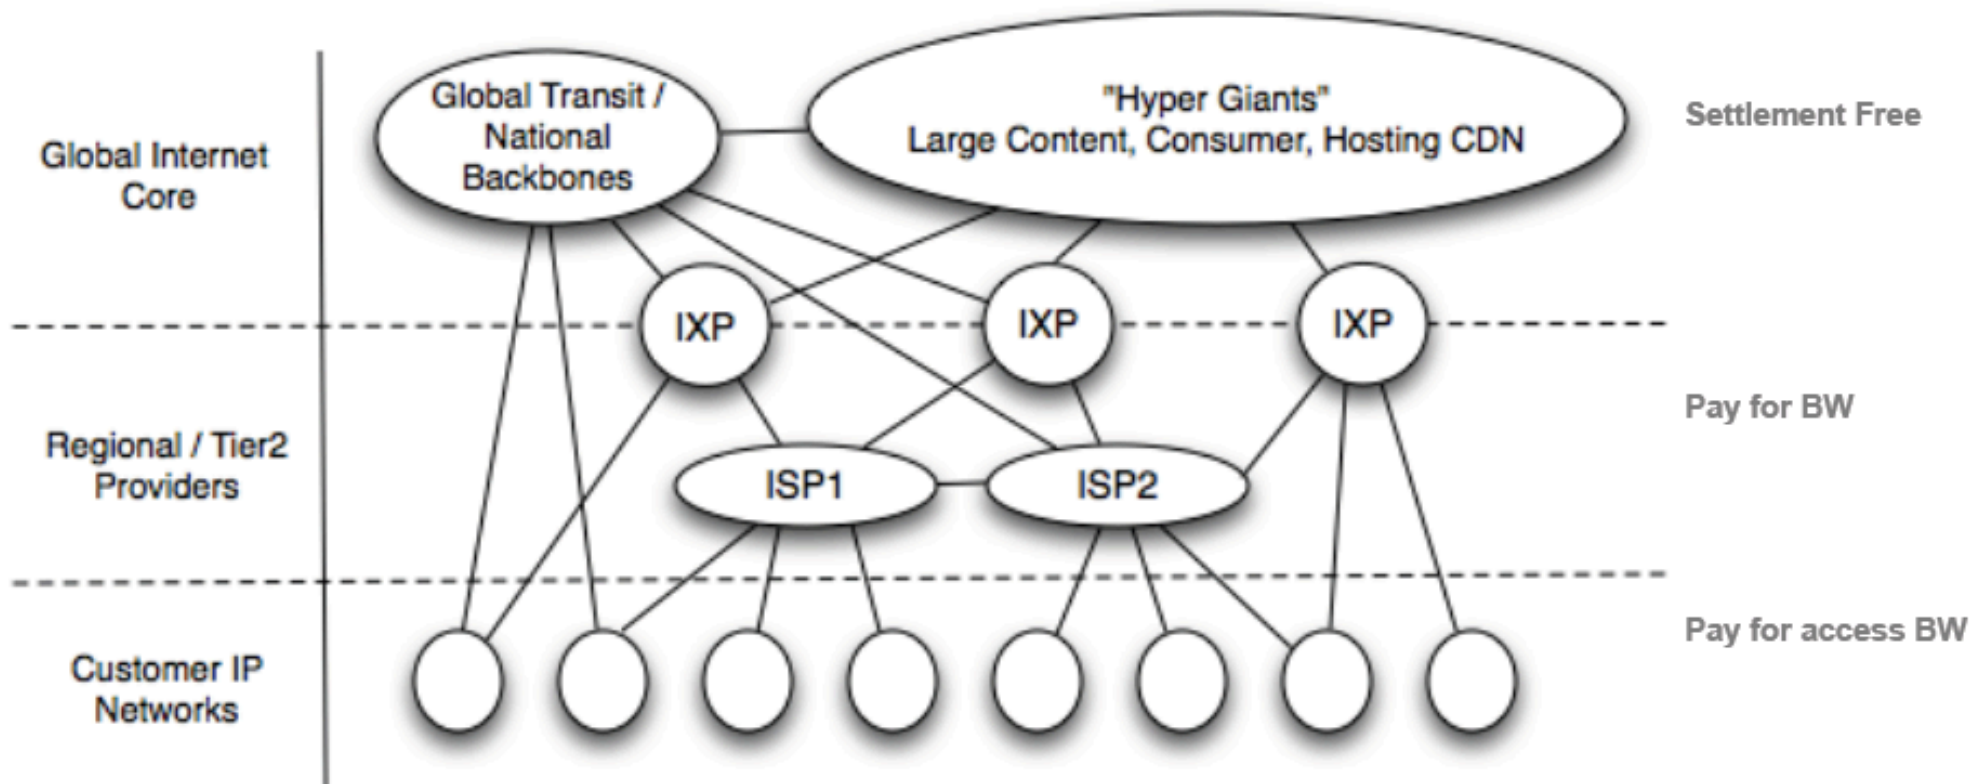 Global Transit /
National
Backbones
"Hyper Giants"
Large Content, Consumer, Hosting CDN
Settlement Free
Global Internet
Core
IXP
IXP
IXP
Pay for BW
Regional / Tier2
Providers
ISP1
ISP2
Pay for access BW
Customer IP
Networks